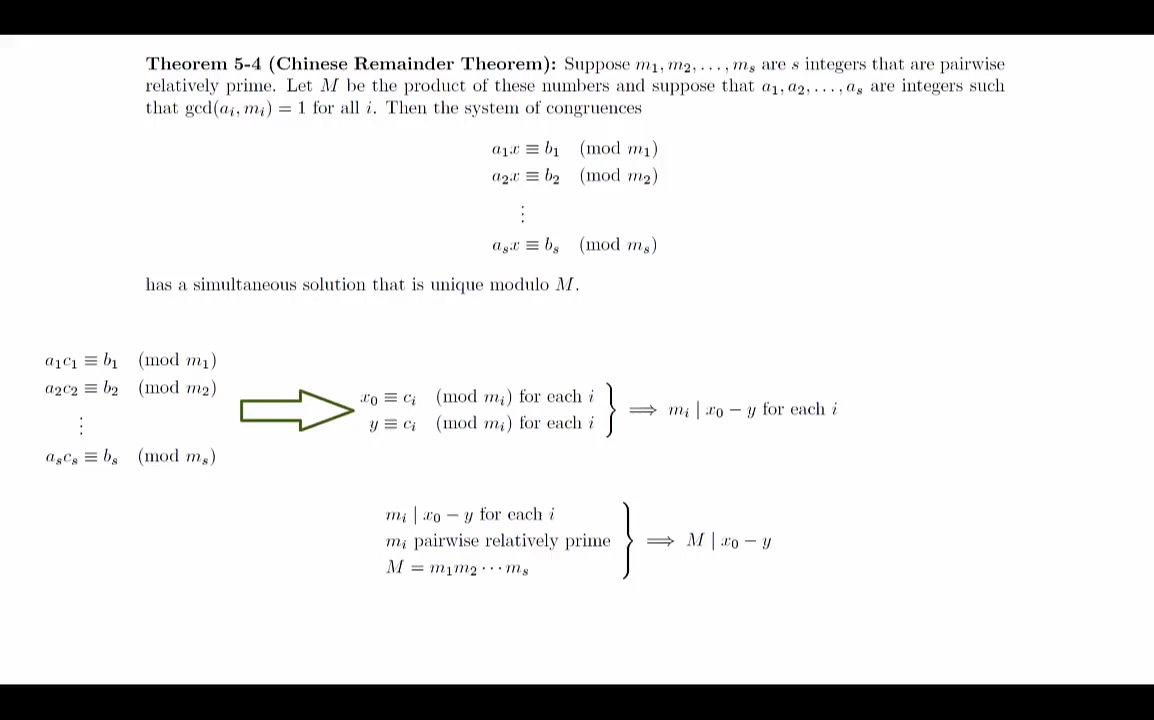 Theorem 5-4 (Chinese Remainder Theorem): Suppose m₁, m₂, . . . , mₛ are s integers that are pairwise
relatively prime. Let M be the product of these numbers and suppose that a₁, a₂, . . . , aₛ are integers such
that gcd(aᵢ, mᵢ) = 1 for all i. Then the system of congruences
a₁x ≡ b₁ (mod m₁)
a₂x ≡ b₂ (mod m₂)
⋮
aₛx ≡ bₛ (mod mₛ)
has a simultaneous solution that is unique modulo M.
a₁c₁ ≡ b₁ (mod m₁)
a₂c₂ ≡ b₂ (mod m₂)
⋮
aₛcₛ ≡ bₛ (mod mₛ)
x₀ ≡ cᵢ (mod mᵢ) for each i
y ≡ cᵢ (mod mᵢ) for each i
⟹ mᵢ | x₀ − y for each i
mᵢ | x₀ − y for each i
mᵢ pairwise relatively prime
M = m₁m₂ · · · mₛ
⟹ M | x₀ − y